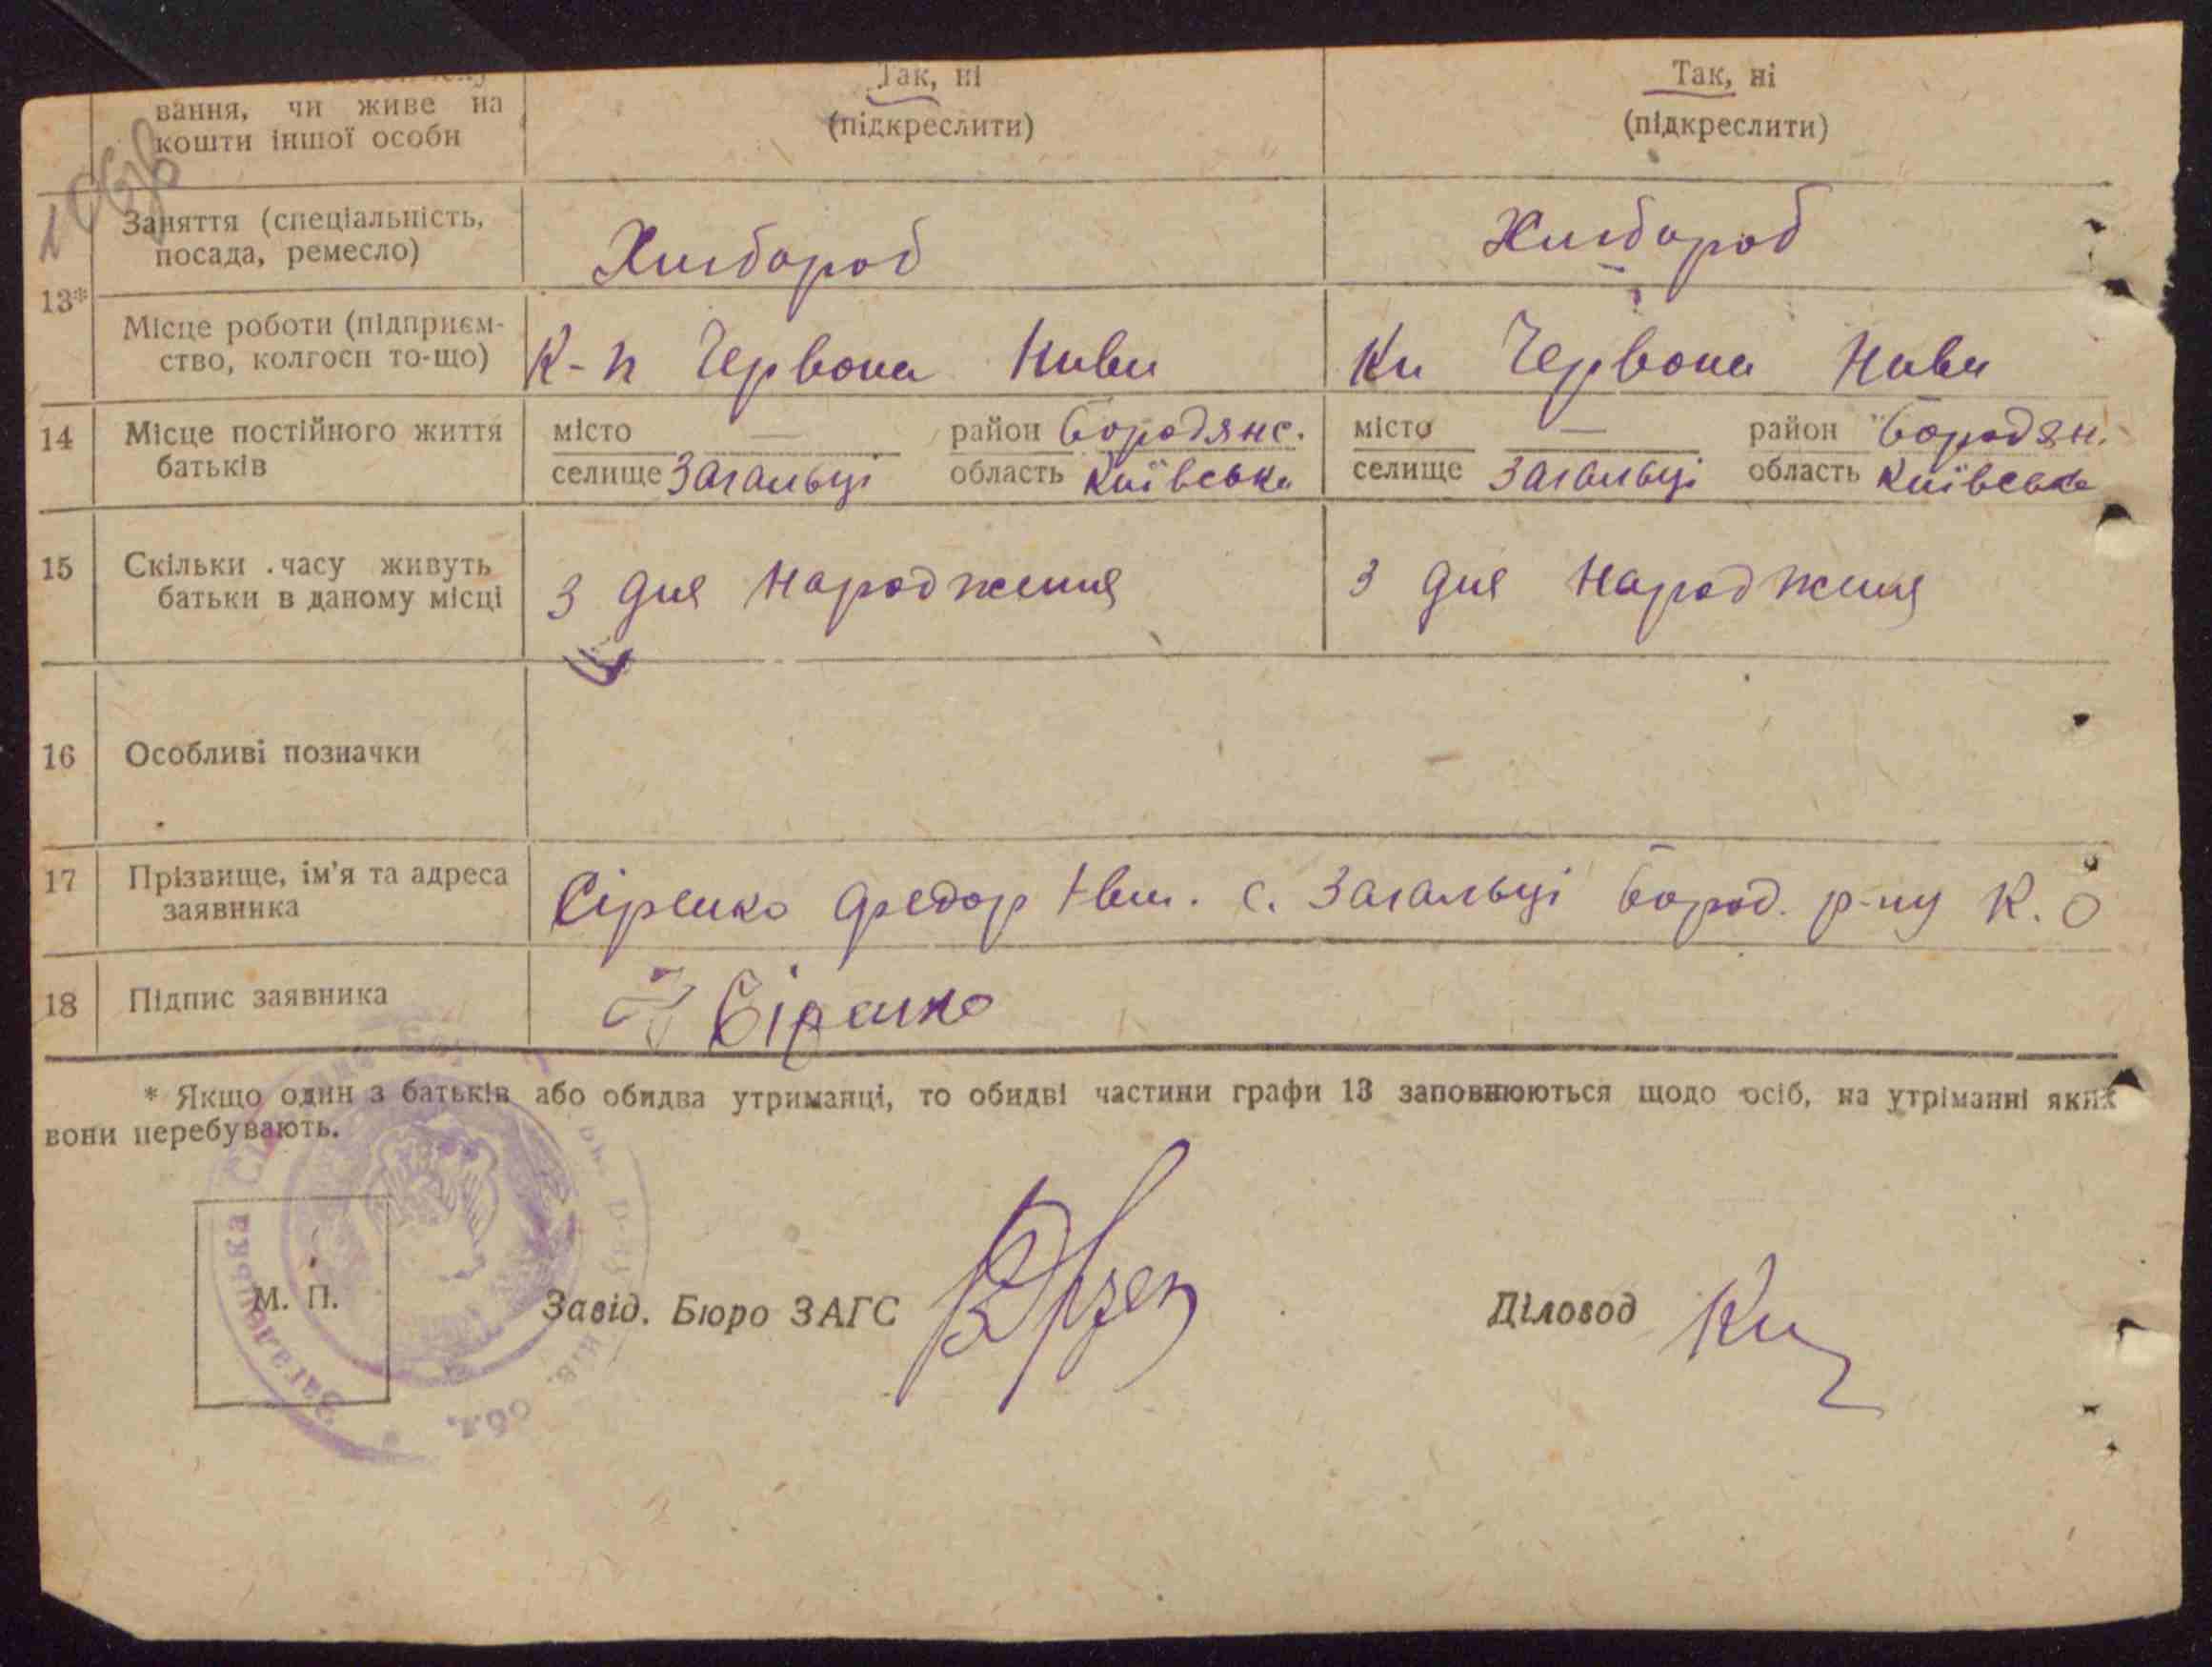 вання, чи живе на
кошти іншої особи
Так, ні
(підкреслити)
Так, ні
(підкреслити)
13*
Заняття (спеціальність,
посада, ремесло)
Хлібороб
Хлібороб
Місце роботи (підприєм-
ство, колгосп то-що)
К-п Червона Нива
Кп Червона Нива
14
Місце постійного життя
батьків
місто — район Бородянс.
селище Загальці область Київська
місто — район Бородян.
селище Загальці область Київська
15
Скільки часу живуть
батьки в даному місці
З дня народження
З дня народження
16
Особливі позначки
17
Прізвище, ім'я та адреса
заявника
Сіренко Федор с. Загальці Бород. р-ну К. О
18
Підпис заявника
Сіренко
* Якщо один з батьків або обидва утриманці, то обидві частини графи 13 заповнюються щодо осіб, на утріманні яких
вони перебувають.
М. П.
Завід. Бюро ЗАГС
Діловод
Загальцька
обл.